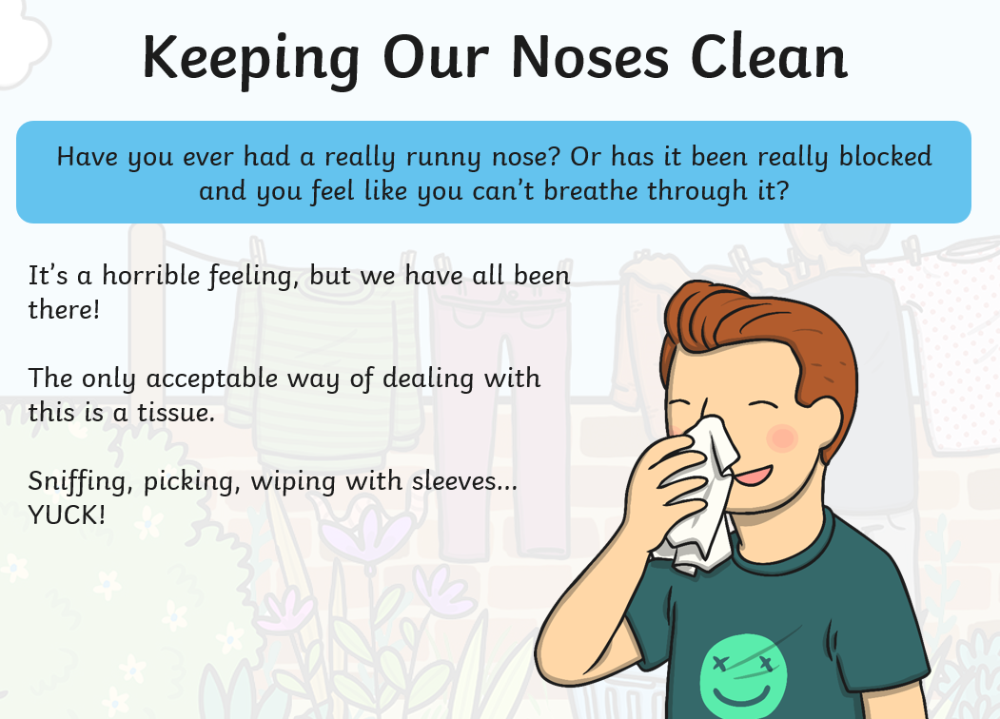 Keeping Our Noses Clean
Have you ever had a really runny nose? Or has it been really blocked
and you feel like you can’t breathe through it?
It’s a horrible feeling, but we have all been
there!
The only acceptable way of dealing with
this is a tissue.
Sniffing, picking, wiping with sleeves...
YUCK!